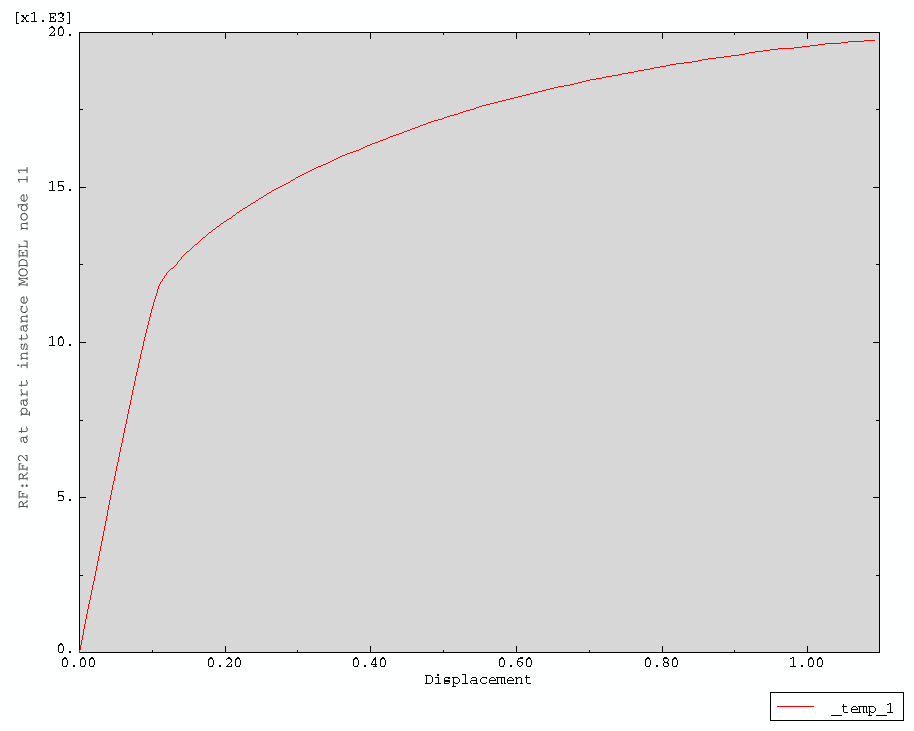 [x1.E3]
20.
15.
10.
5.
0.
RF:RF2 at part instance MODEL node 11
0.00 0.20 0.40 0.60 0.80 1.00
Displacement
_temp_1